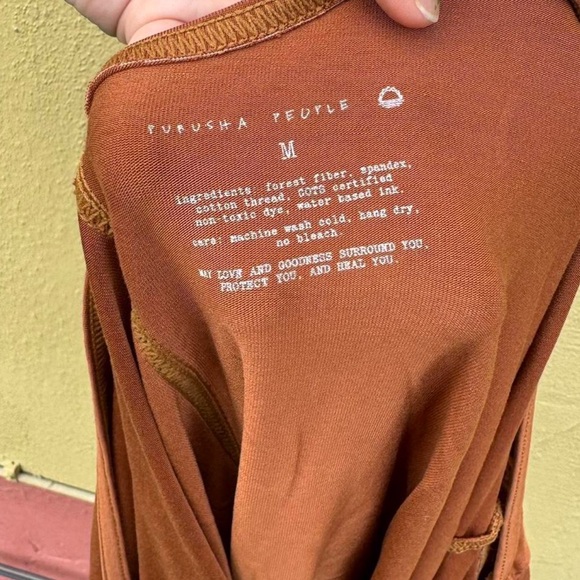 PURUSHA PEOPLE
M
ingredients: forest fiber, spandex,
cotton thread, GOTS certified
non-toxic dye, water based ink.
care: machine wash cold, hang dry,
no bleach.
MAY LOVE AND GOODNESS SURROUND YOU,
PROTECT YOU, AND HEAL YOU.